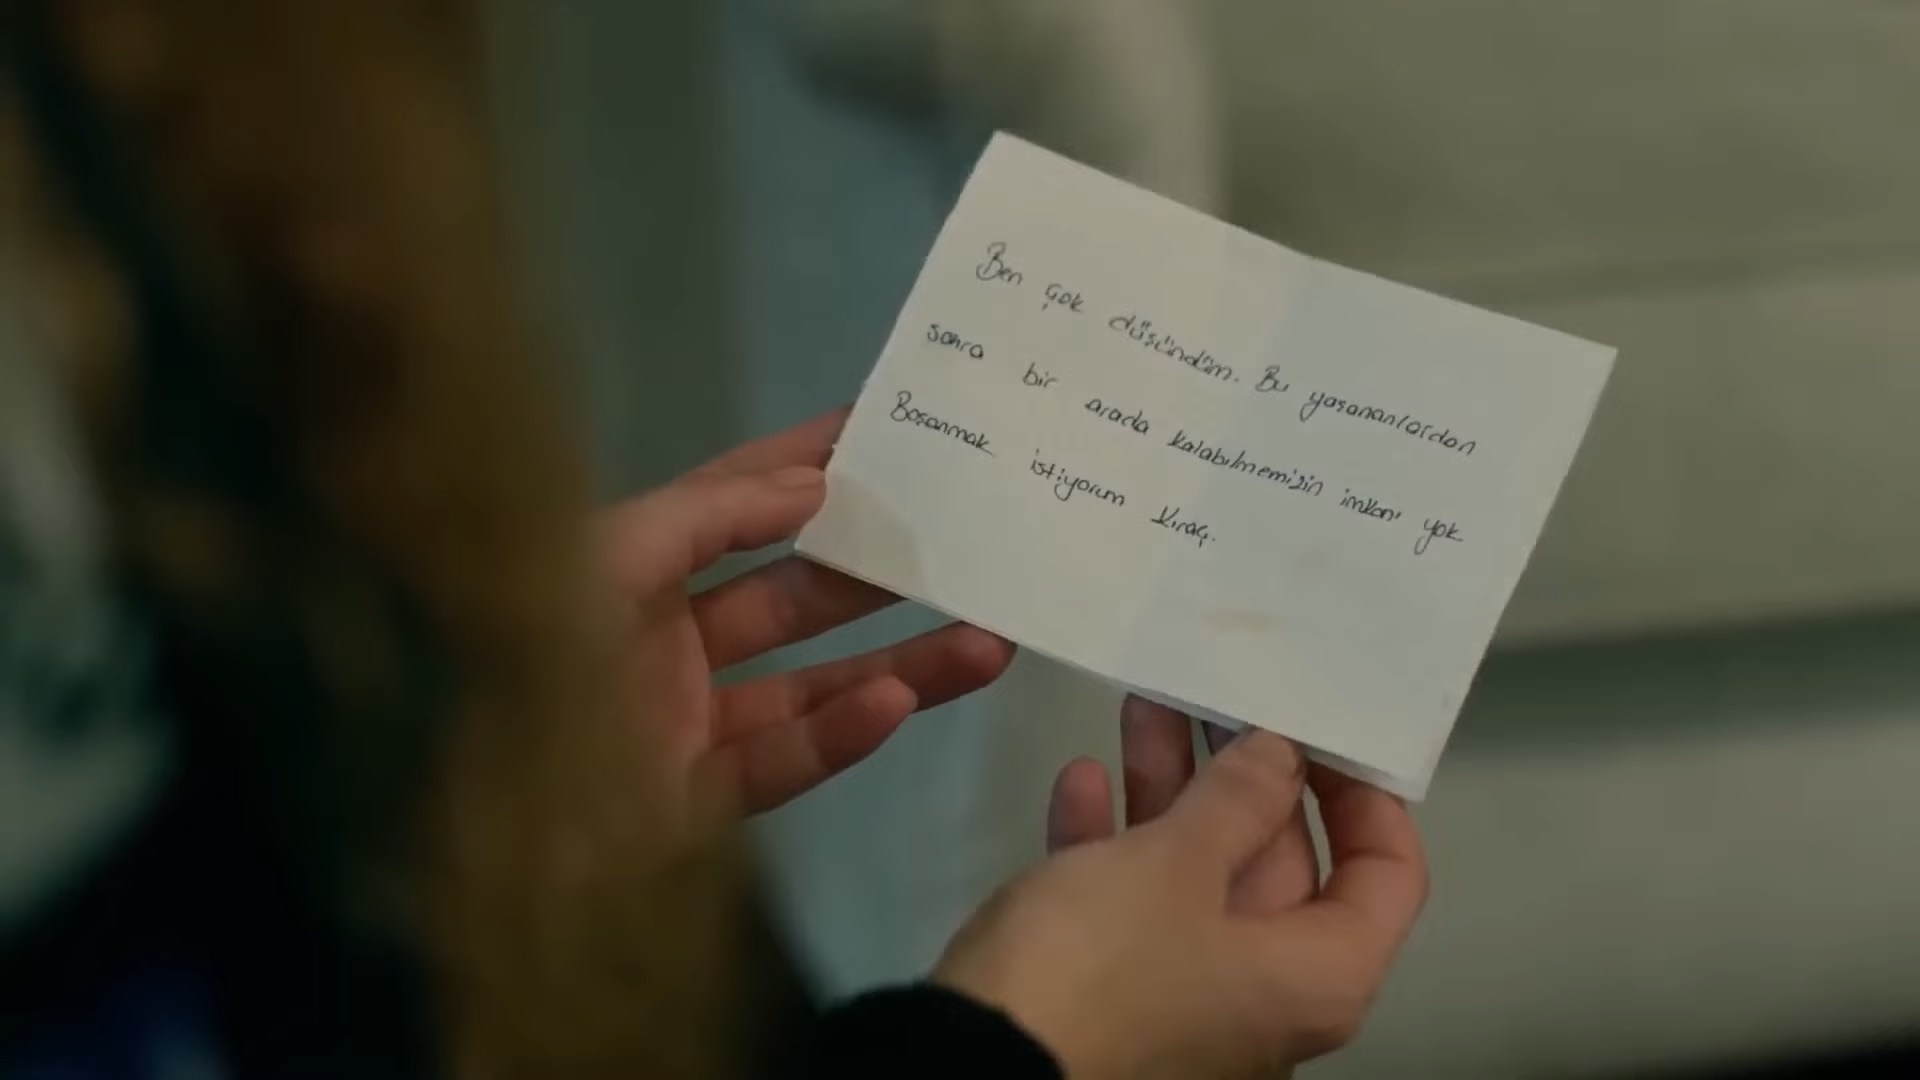 Ben çok düşündüm. Bu yaşananlardan
sonra bir arada kalabilmemizin imkanı yok
Boşanmak istiyorum Kıraç.